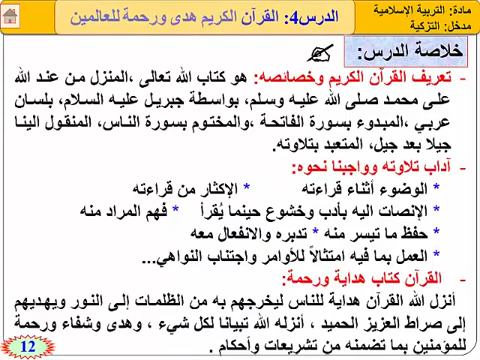 مادة: التربية الإسلامية
مدخل: التزكية
الدرس4: القرآن الكريم هدى ورحمة للعالمين
خلاصة الدرس:
- تعريف القرآن الكريم وخصائصه: هو كتاب الله تعالى ،المنزل من عند الله
على محمد صلى الله عليه وسلم، بواسطة جبريل عليه السلام، بلسان
عربي ،المبدوء بسورة الفاتحة ،والمختوم بسورة الناس، المنقول الينا
جيلا بعد جيل، المتعبد بتلاوته.
- آداب تلاوته وواجبنا نحوه:
* الوضوء أثناء قراءته * الإكثار من قراءته
* الإنصات اليه بأدب وخشوع حينما يُقرأ * فهم المراد منه
* حفظ ما تيسر منه * تدبره والانفعال معه
* العمل بما فيه امتثالاً للأوامر واجتناب النواهي...
- القرآن كتاب هداية ورحمة:
أنزل الله القرآن هداية للناس ليخرجهم به من الظلمات إلى النور ويهديهم
إلى صراط العزيز الحميد ، أنزله الله تبيانا لكل شيء ، وهدى وشفاء ورحمة
للمؤمنين بما تضمنه من تشريعات وأحكام .
12